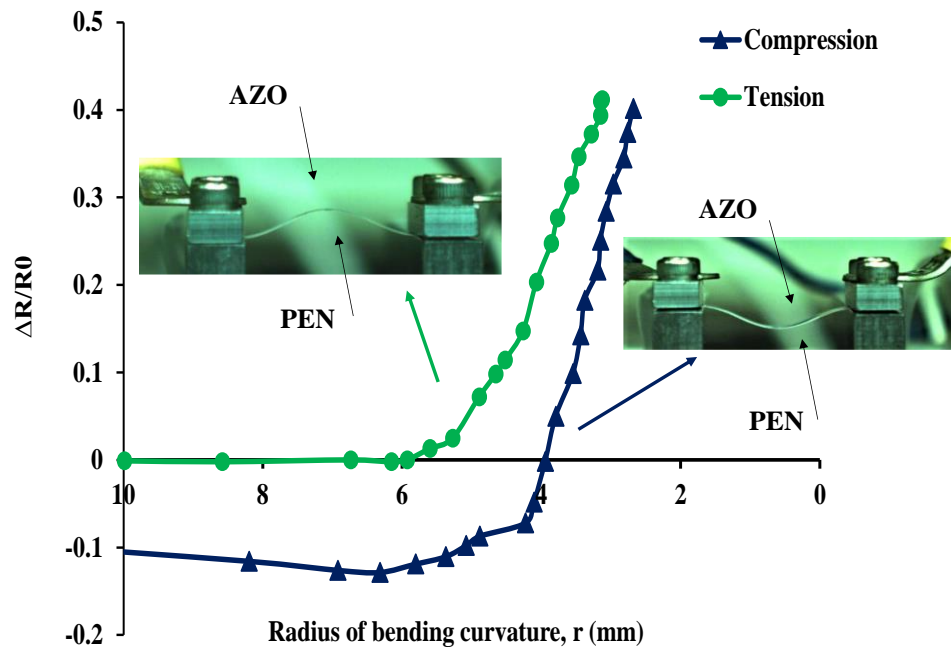 0.5
0.4
0.3
0.2
0.1
0
-0.1
-0.2
ΔR/R0
Compression
Tension
AZO
PEN
AZO
PEN
10
8
6
4
2
0
Radius of bending curvature, r (mm)